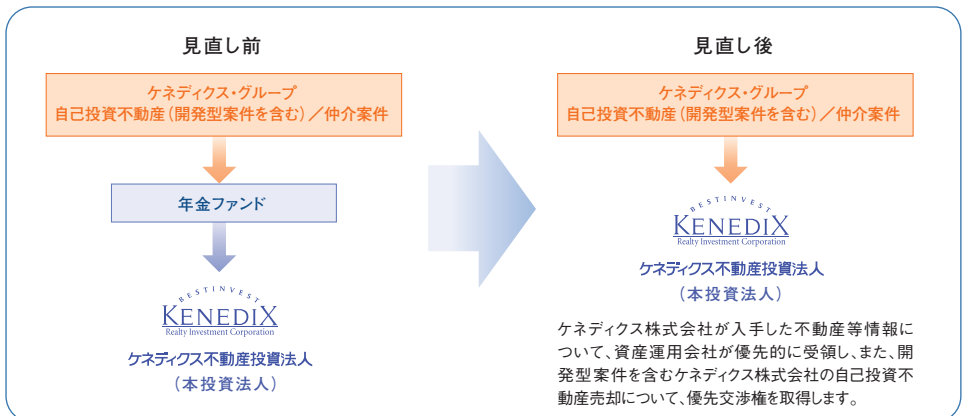 見直し前
ケネディクス・グループ
自己投資不動産(開発型案件を含む)/仲介案件
年金ファンド
BESTINVEST
KENEDIX
Realty Investment Corporation
ケネディクス不動産投資法人
(本投資法人)
見直し後
ケネディクス・グループ
自己投資不動産(開発型案件を含む)/仲介案件
BESTINVEST
KENEDIX
Realty Investment Corporation
ケネディクス不動産投資法人
(本投資法人)
ケネディクス株式会社が入手した不動産等情報に
ついて、資産運用会社が優先的に受領し、また、開
発型案件を含むケネディクス株式会社の自己投資不
動産売却について、優先交渉権を取得します。